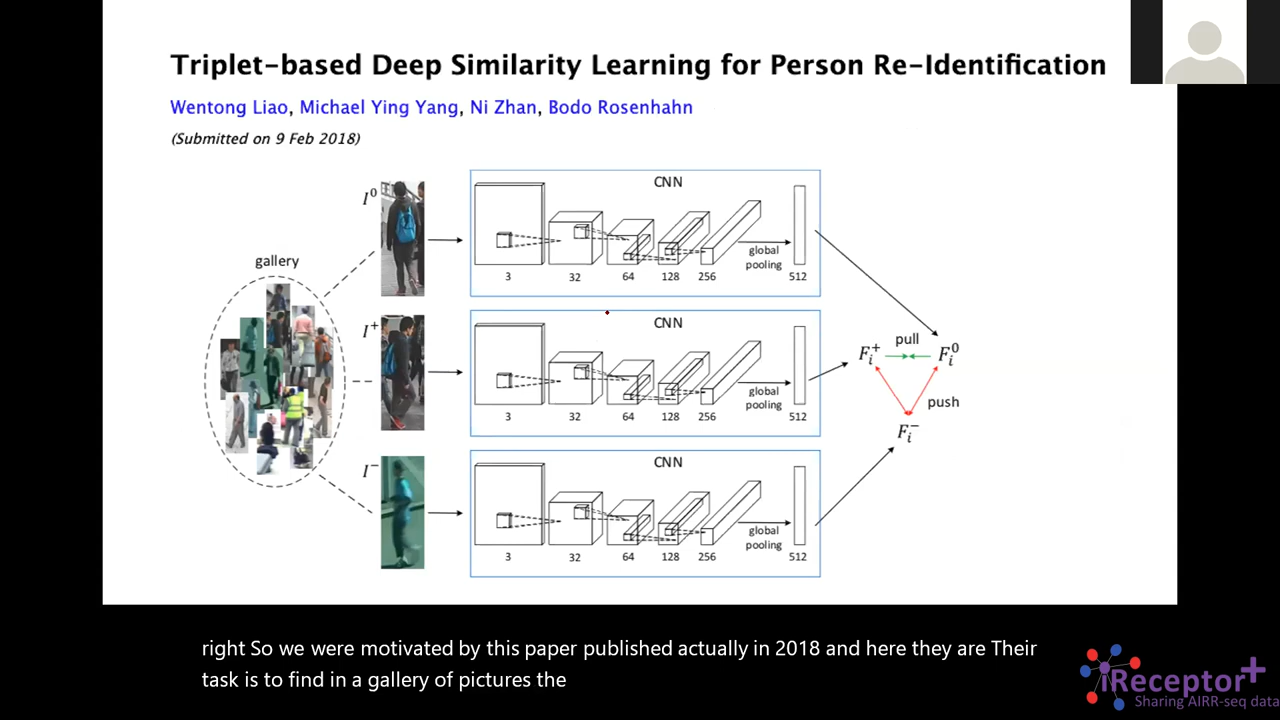 Triplet-based Deep Similarity Learning for Person Re-Identification
Wentong Liao, Michael Ying Yang, Ni Zhan, Bodo Rosenhahn
(Submitted on 9 Feb 2018)
gallery
I⁰
CNN
3 32 64 128 256 global pooling 512
I⁺
CNN
3 32 64 128 256 global pooling 512
I⁻
CNN
3 32 64 128 256 global pooling 512
Fᵢ⁺ pull Fᵢ⁰
push
Fᵢ⁻
right So we were motivated by this paper published actually in 2018 and here they are Their
task is to find in a gallery of pictures the
iReceptor+
Sharing AIRR-seq data